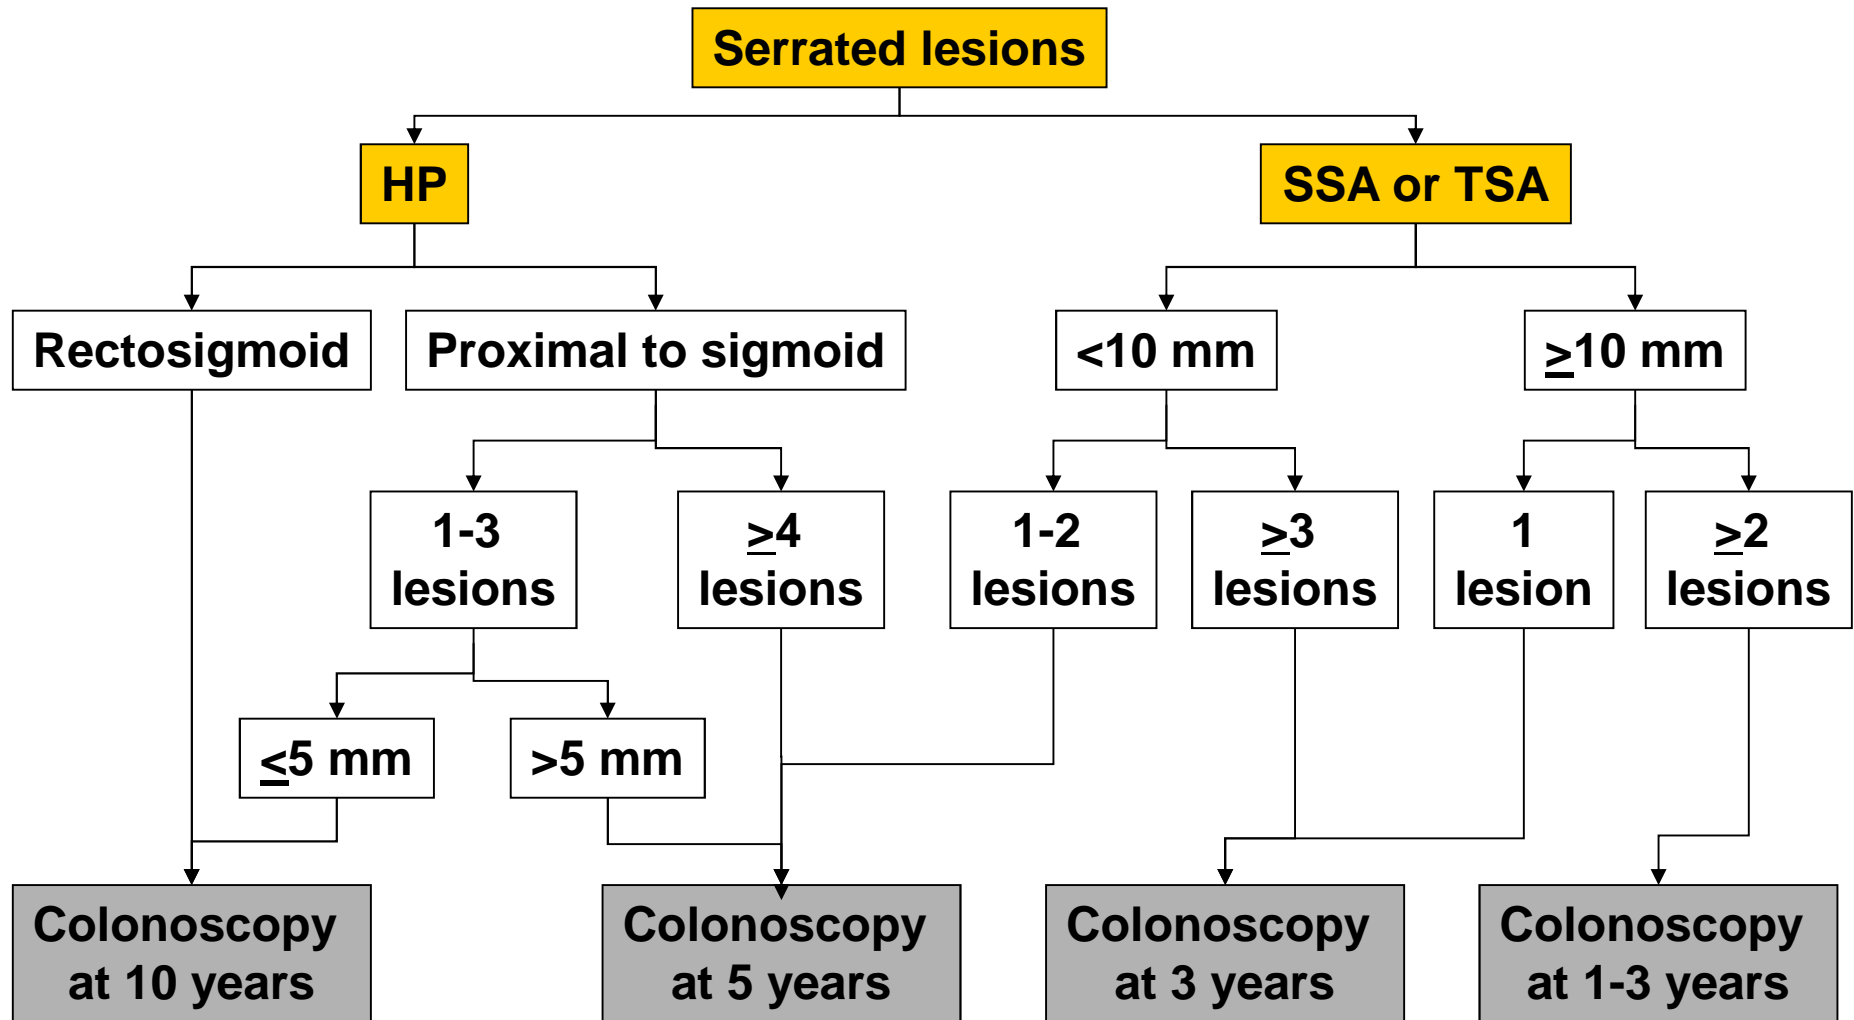 Serrated lesions
HP
SSA or TSA
Rectosigmoid
Proximal to sigmoid
<10 mm
≥10 mm
1-3
lesions
≥4
lesions
1-2
lesions
≥3
lesions
1
lesion
≥2
lesions
≤5 mm
>5 mm
Colonoscopy
at 10 years
Colonoscopy
at 5 years
Colonoscopy
at 3 years
Colonoscopy
at 1-3 years